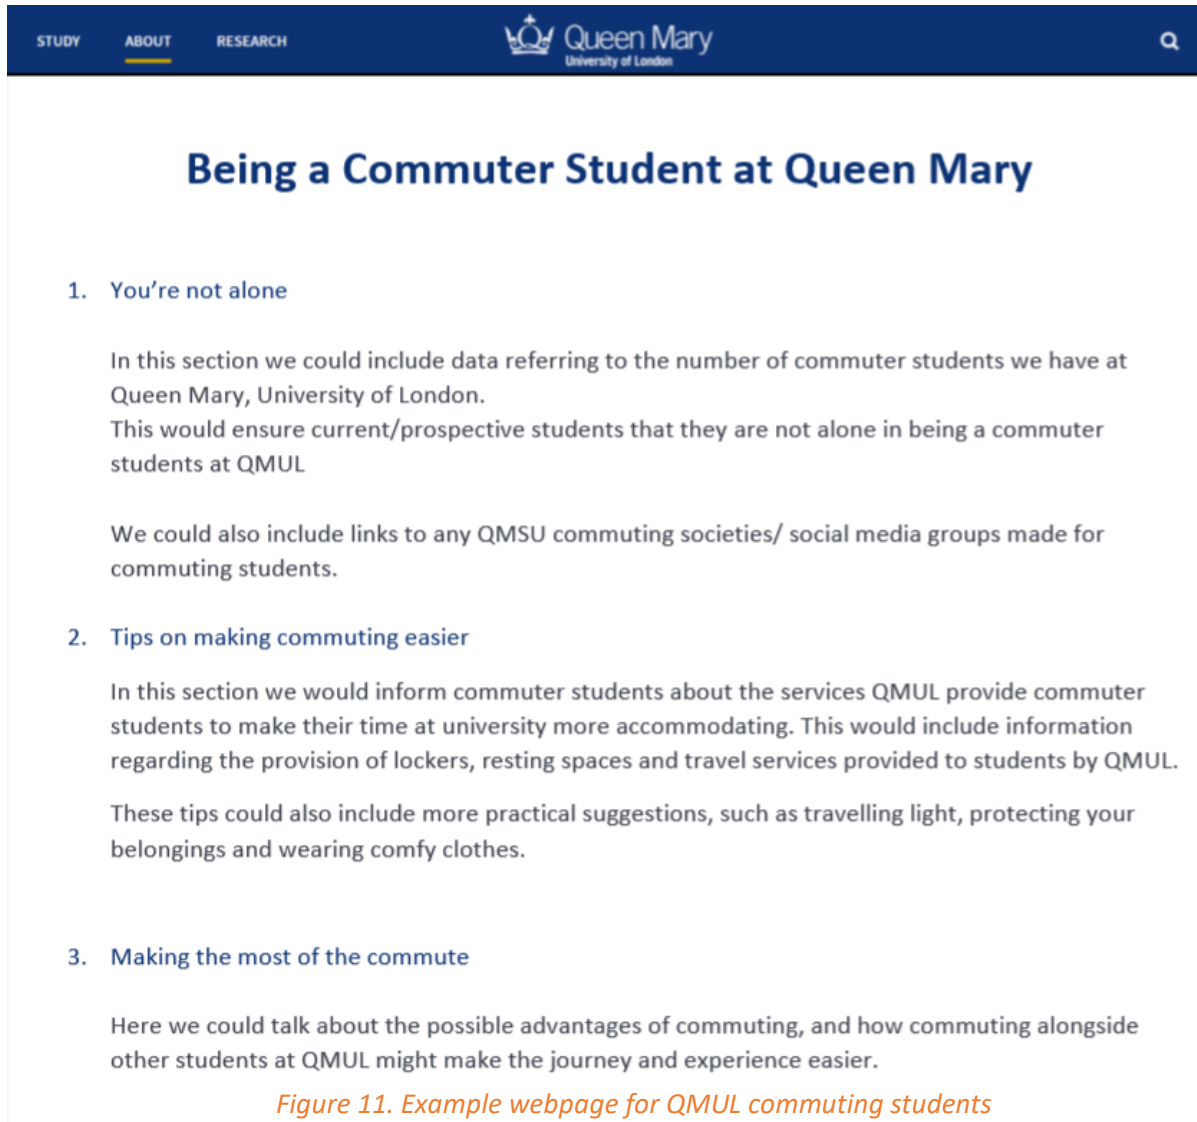 STUDY ABOUT RESEARCH Queen Mary
University of London
Being a Commuter Student at Queen Mary
1. You're not alone
In this section we could include data referring to the number of commuter students we have at
Queen Mary, University of London.
This would ensure current/prospective students that they are not alone in being a commuter
students at QMUL
We could also include links to any QMSU commuting societies/ social media groups made for
commuting students.
2. Tips on making commuting easier
In this section we would inform commuter students about the services QMUL provide commuter
students to make their time at university more accommodating. This would include information
regarding the provision of lockers, resting spaces and travel services provided to students by QMUL.
These tips could also include more practical suggestions, such as travelling light, protecting your
belongings and wearing comfy clothes.
3. Making the most of the commute
Here we could talk about the possible advantages of commuting, and how commuting alongside
other students at QMUL might make the journey and experience easier.
Figure 11. Example webpage for QMUL commuting students